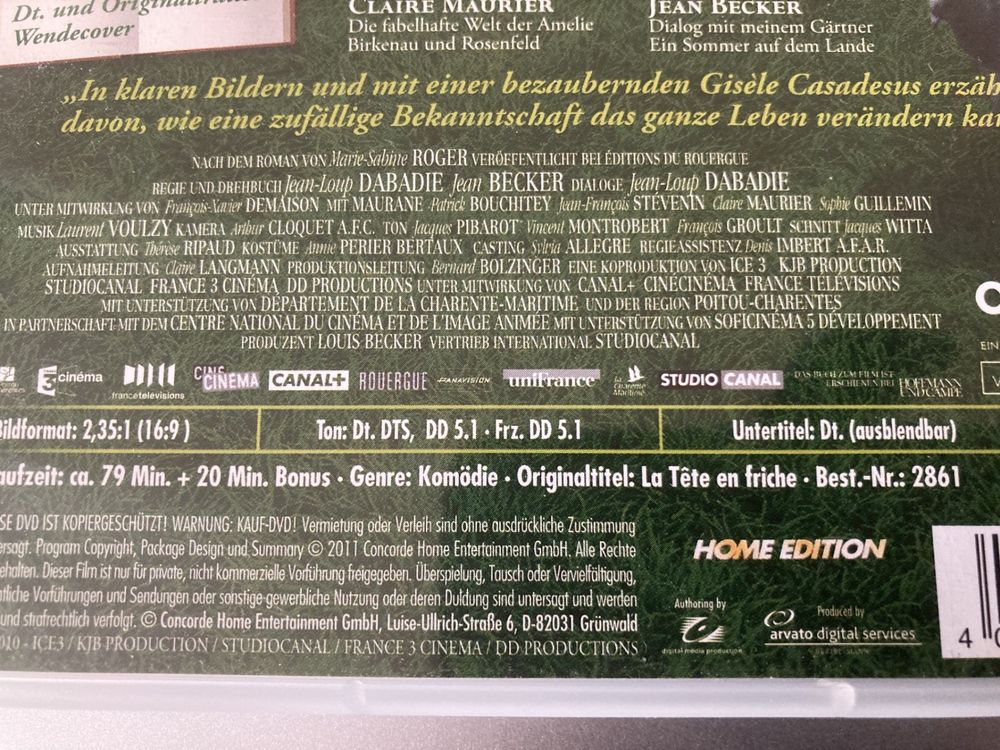 Dt. und Originaltrailer
Wendecover
CLAIRE MAURIER
Die fabelhafte Welt der Amelie
Birkenau und Rosenfeld
JEAN BECKER
Dialog mit meinem Gärtner
Ein Sommer auf dem Lande
„In klaren Bildern und mit einer bezaubernden Gisèle Casadesus erzäh
davon, wie eine zufällige Bekanntschaft das ganze Leben verändern kan
NACH DEM ROMAN VON Marie-Sabine ROGER VERÖFFENTLICHT BEI ÉDITIONS DU ROUERGUE
REGIE UND DREHBUCH Jean-Loup DABADIE Jean BECKER DIALOGE Jean-Loup DABADIE
UNTER MITWIRKUNG VON François-Xavier DEMAISON MIT MAURANE Patrick BOUCHITEY Jean-François STÉVENIN Claire MAURIER Sophie GUILLEMIN
MUSIK Laurent VOULZY KAMERA Arthur CLOQUET A.F.C. TON Jacques PIBAROT Vincent MONTROBERT François GROULT SCHNITT Jacques WITTA
AUSSTATTUNG Thérèse RIPAUD KOSTÜME Annie PERIER BERTAUX CASTING Sylvia ALLEGRE REGIEASSISTENZ Denis IMBERT A.F.A.R.
AUFNAHMELEITUNG Claire LANGMANN PRODUKTIONSLEITUNG Bernard BOLZINGER EINE KOPRODUKTION VON ICE 3 KJB PRODUCTION
STUDIOCANAL FRANCE 3 CINÉMA DD PRODUCTIONS UNTER MITWIRKUNG VON CANAL+ CINÉCINÉMA FRANCE TÉLÉVISIONS
MIT UNTERSTÜTZUNG VON DÉPARTEMENT DE LA CHARENTE-MARITIME UND DER REGION POITOU-CHARENTES
IN PARTNERSCHAFT MIT DEM CENTRE NATIONAL DU CINÉMA ET DE L'IMAGE ANIMÉE MIT UNTERSTÜTZUNG VON SOFICINÉMA 5 DÉVELOPPEMENT
PRODUZENT LOUIS BECKER VERTRIEB INTERNATIONAL STUDIOCANAL
EIN
3 cinéma
francetélévisions
CINÉ CINEMA
CANAL+
ROUERGUE
PANAVISION
uniFrance
La Charente Maritime
STUDIO CANAL
DAS BUCH ZUM FILM IST
ERSCHIENEN BEI
HOFFMANN
UND CAMPE
Bildformat: 2,35:1 (16:9 )
Ton: Dt. DTS, DD 5.1 · Frz. DD 5.1
Untertitel: Dt. (ausblendbar)
aufzeit: ca. 79 Min. + 20 Min. Bonus · Genre: Komödie · Originaltitel: La Tête en friche · Best.-Nr.: 2861
SE DVD IST KOPIERGESCHÜTZT! WARNUNG: KAUF-DVD! Vermietung oder Verleih sind ohne ausdrückliche Zustimmung
ersagt. Program Copyright, Package Design und Summary © 2011 Concorde Home Entertainment GmbH. Alle Rechte
ehalten. Dieser Film ist nur für private, nicht kommerzielle Vorführung freigegeben. Überspielung, Tausch oder Vervielfältigung,
ntliche Vorführungen und Sendungen oder sonstige gewerbliche Nutzung oder deren Duldung sind untersagt und werden
und strafrechtlich verfolgt. © Concorde Home Entertainment GmbH, Luise-Ullrich-Straße 6, D-82031 Grünwald
010 - ICE3 / KJB PRODUCTION / STUDIOCANAL / FRANCE 3 CINEMA / DD PRODUCTIONS
HOME EDITION
Authoring by
digital media production
Produced by
arvato digital services
BERTELSMANN
4